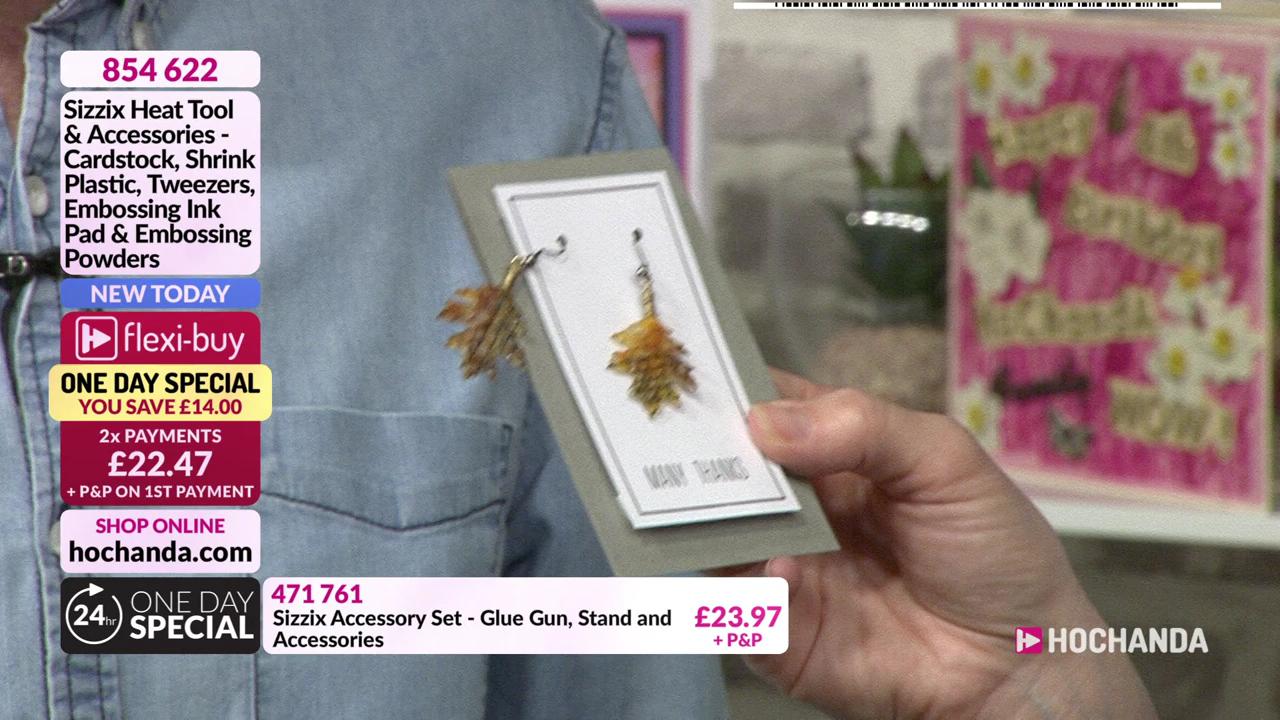 854 622
Sizzix Heat Tool
& Accessories -
Cardstock, Shrink
Plastic, Tweezers,
Embossing Ink
Pad & Embossing
Powders
NEW TODAY
flexi-buy
ONE DAY SPECIAL
YOU SAVE £14.00
2x PAYMENTS
£22.47
+ P&P ON 1ST PAYMENT
SHOP ONLINE
hochanda.com
24hr
ONE DAY
SPECIAL
471 761
Sizzix Accessory Set - Glue Gun, Stand and
Accessories
£23.97
+ P&P
MANY THANKS
HOCHANDA
WOW!